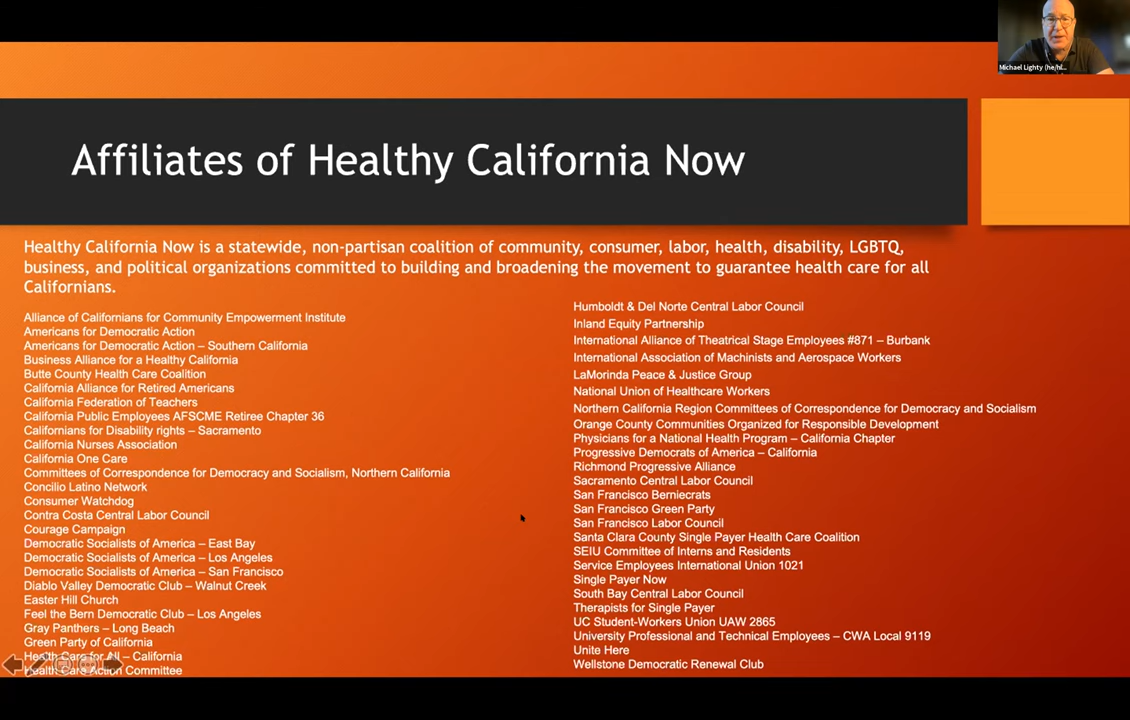 Michael Lighty (he/hi...
Affiliates of Healthy California Now
Healthy California Now is a statewide, non-partisan coalition of community, consumer, labor, health, disability, LGBTQ,
business, and political organizations committed to building and broadening the movement to guarantee health care for all
Californians.
Alliance of Californians for Community Empowerment Institute
Americans for Democratic Action
Americans for Democratic Action – Southern California
Business Alliance for a Healthy California
Butte County Health Care Coalition
California Alliance for Retired Americans
California Federation of Teachers
California Public Employees AFSCME Retiree Chapter 36
Californians for Disability rights – Sacramento
California Nurses Association
California One Care
Committees of Correspondence for Democracy and Socialism, Northern California
Concilio Latino Network
Consumer Watchdog
Contra Costa Central Labor Council
Courage Campaign
Democratic Socialists of America – East Bay
Democratic Socialists of America – Los Angeles
Democratic Socialists of America – San Francisco
Diablo Valley Democratic Club – Walnut Creek
Easter Hill Church
Feel the Bern Democratic Club – Los Angeles
Gray Panthers – Long Beach
Green Party of California
Health Care for All – California
Health Care Action Committee
Humboldt & Del Norte Central Labor Council
Inland Equity Partnership
International Alliance of Theatrical Stage Employees #871 – Burbank
International Association of Machinists and Aerospace Workers
LaMorinda Peace & Justice Group
National Union of Healthcare Workers
Northern California Region Committees of Correspondence for Democracy and Socialism
Orange County Communities Organized for Responsible Development
Physicians for a National Health Program – California Chapter
Progressive Democrats of America – California
Richmond Progressive Alliance
Sacramento Central Labor Council
San Francisco Berniecrats
San Francisco Green Party
San Francisco Labor Council
Santa Clara County Single Payer Health Care Coalition
SEIU Committee of Interns and Residents
Service Employees International Union 1021
Single Payer Now
South Bay Central Labor Council
Therapists for Single Payer
UC Student-Workers Union UAW 2865
University Professional and Technical Employees – CWA Local 9119
Unite Here
Wellstone Democratic Renewal Club